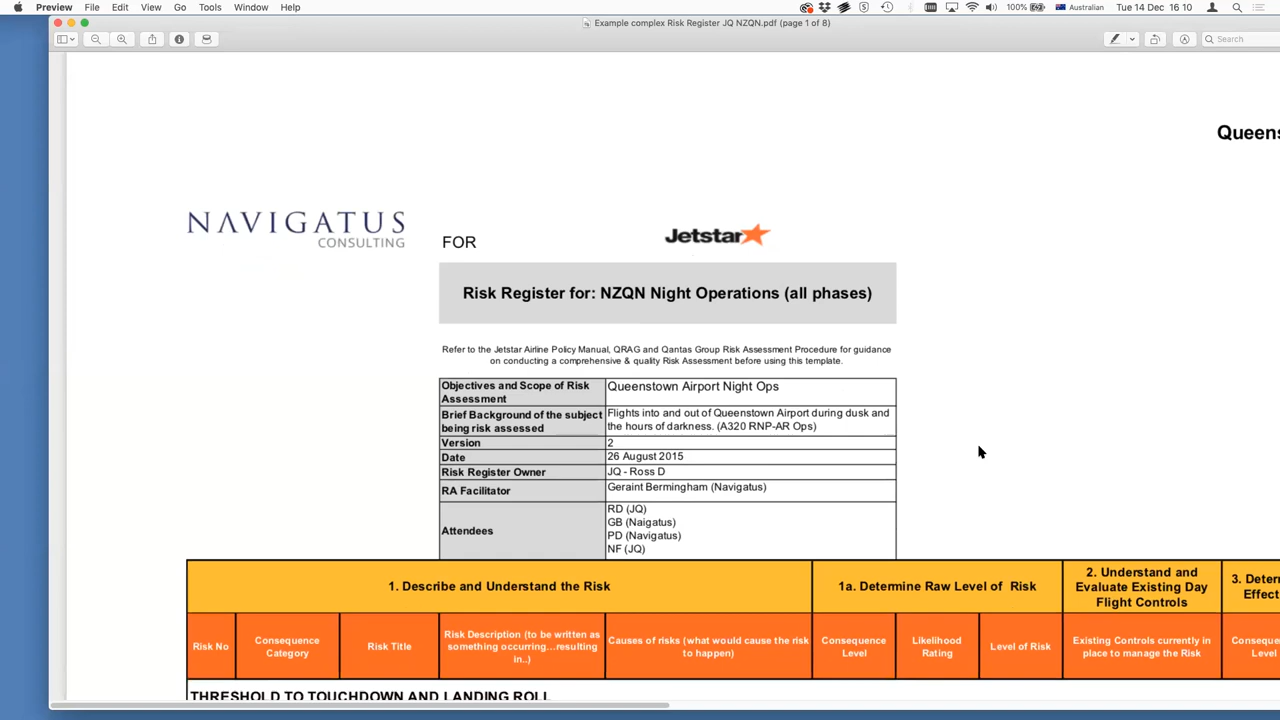 Preview File Edit View Go Tools Window Help 100% Australian Tue 14 Dec 16 10
Example complex Risk Register JQ NZQN.pdf (page 1 of 8)
Search
Queens
NAVIGATUS
CONSULTING
FOR
Jetstar
Risk Register for: NZQN Night Operations (all phases)
Refer to the Jetstar Airline Policy Manual, QRAG and Qantas Group Risk Assessment Procedure for guidance
on conducting a comprehensive & quality Risk Assessment before using this template.
Objectives and Scope of Risk
Assessment
Queenstown Airport Night Ops
Brief Background of the subject
being risk assessed
Flights into and out of Queenstown Airport during dusk and
the hours of darkness. (A320 RNP-AR Ops)
Version 2
Date 26 August 2015
Risk Register Owner JQ - Ross D
RA Facilitator Geraint Bermingham (Navigatus)
Attendees
RD (JQ)
GB (Naigatus)
PD (Navigatus)
NF (JQ)
1. Describe and Understand the Risk
1a. Determine Raw Level of Risk
2. Understand and
Evaluate Existing Day
Flight Controls
3. Deter
Effect
Risk No
Consequence
Category
Risk Title
Risk Description (to be written as
something occurring...resulting
in..)
Causes of risks (what would cause the risk
to happen)
Consequence
Level
Likelihood
Rating
Level of Risk
Existing Controls currently in
place to manage the Risk
Conseque
Level
THRESHOLD TO TOUCHDOWN AND LANDING ROLL